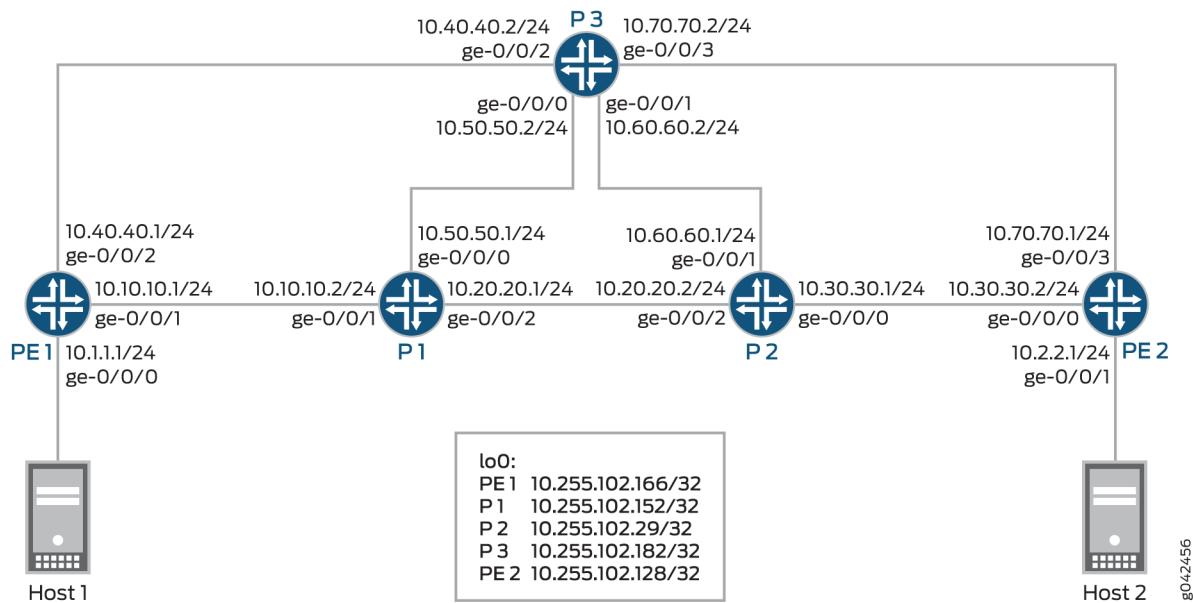 P 3
10.40.40.2/24
ge-0/0/2
10.70.70.2/24
ge-0/0/3
ge-0/0/0
10.50.50.2/24
ge-0/0/1
10.60.60.2/24
10.40.40.1/24
ge-0/0/2
10.50.50.1/24
ge-0/0/0
10.60.60.1/24
ge-0/0/1
10.70.70.1/24
ge-0/0/3
10.10.10.1/24
ge-0/0/1
10.10.10.2/24
ge-0/0/1
10.20.20.1/24
ge-0/0/2
10.20.20.2/24
ge-0/0/2
10.30.30.1/24
ge-0/0/0
10.30.30.2/24
ge-0/0/0
PE 1
P 1
P 2
PE 2
10.1.1.1/24
ge-0/0/0
10.2.2.1/24
ge-0/0/1
lo0:
PE 1 10.255.102.166/32
P 1 10.255.102.152/32
P 2 10.255.102.29/32
P 3 10.255.102.182/32
PE 2 10.255.102.128/32
Host 1
Host 2
g042456